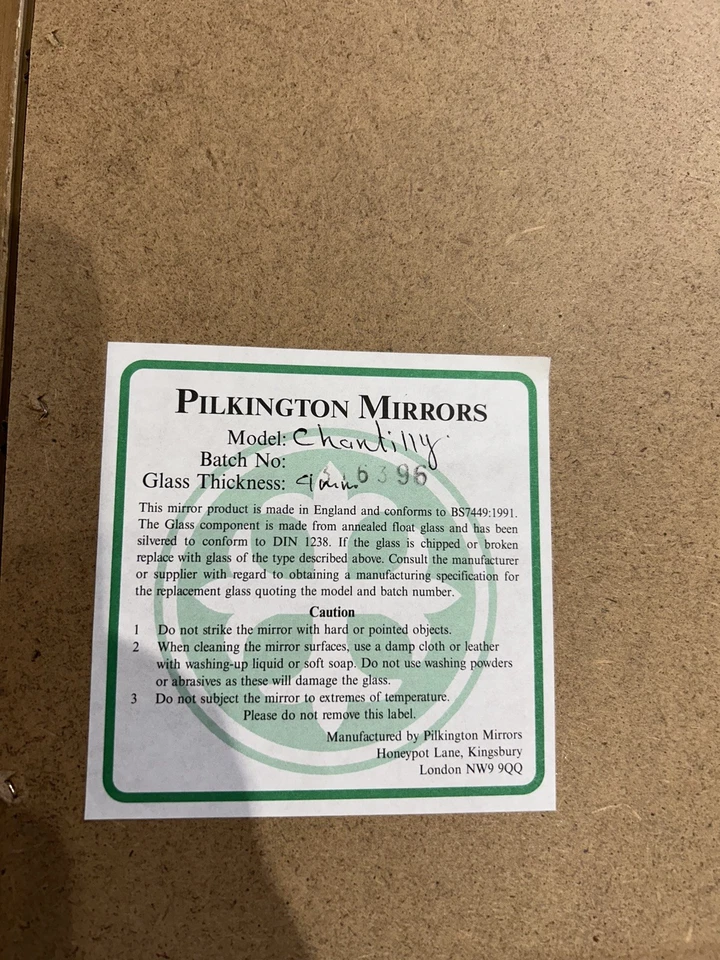 PILKINGTON MIRRORS
Model: Chantilly
Batch No:
Glass Thickness: 4mm 6396
This mirror product is made in England and conforms to BS7449:1991.
The Glass component is made from annealed float glass and has been
silvered to conform to DIN 1238. If the glass is chipped or broken
replace with glass of the type described above. Consult the manufacturer
or supplier with regard to obtaining a manufacturing specification for
the replacement glass quoting the model and batch number.
Caution
1 Do not strike the mirror with hard or pointed objects.
2 When cleaning the mirror surfaces, use a damp cloth or leather
with washing-up liquid or soft soap. Do not use washing powders
or abrasives as these will damage the glass.
3 Do not subject the mirror to extremes of temperature.
Please do not remove this label.
Manufactured by Pilkington Mirrors
Honeypot Lane, Kingsbury
London NW9 9QQ